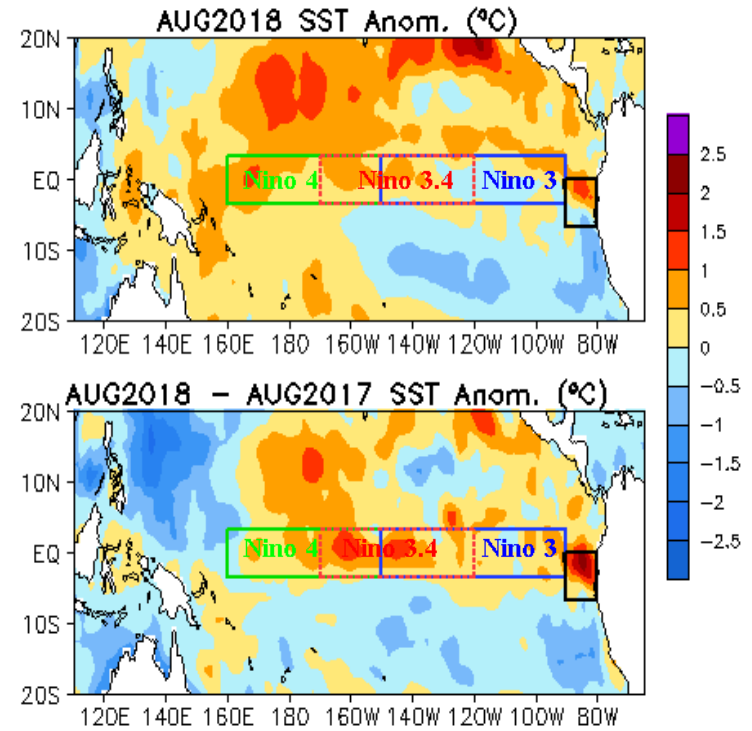 AUG2018 SST Anom. (°C)
20N
10N
EQ
10S
20S
Nino 4
Nino 3.4
Nino 3
120E 140E 160E 180 160W 140W 120W 100W 80W
AUG2018 - AUG2017 SST Anom. (°C)
20N
10N
EQ
10S
20S
Nino 4
Nino 3.4
Nino 3
120E 140E 160E 180 160W 140W 120W 100W 80W
2.5
2
1.5
1
0.5
0
-0.5
-1
-1.5
-2
-2.5